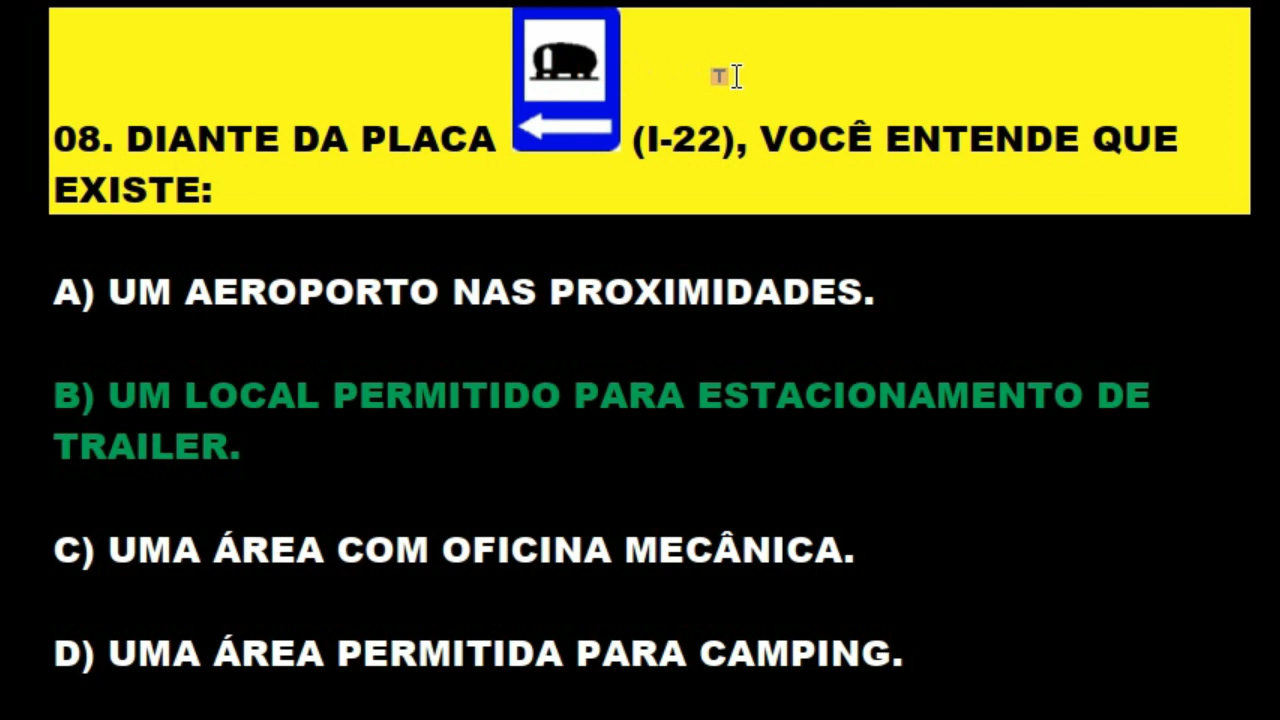 T
08. DIANTE DA PLACA (I-22), VOCÊ ENTENDE QUE
EXISTE:
A) UM AEROPORTO NAS PROXIMIDADES.
B) UM LOCAL PERMITIDO PARA ESTACIONAMENTO DE
TRAILER.
C) UMA ÁREA COM OFICINA MECÂNICA.
D) UMA ÁREA PERMITIDA PARA CAMPING.